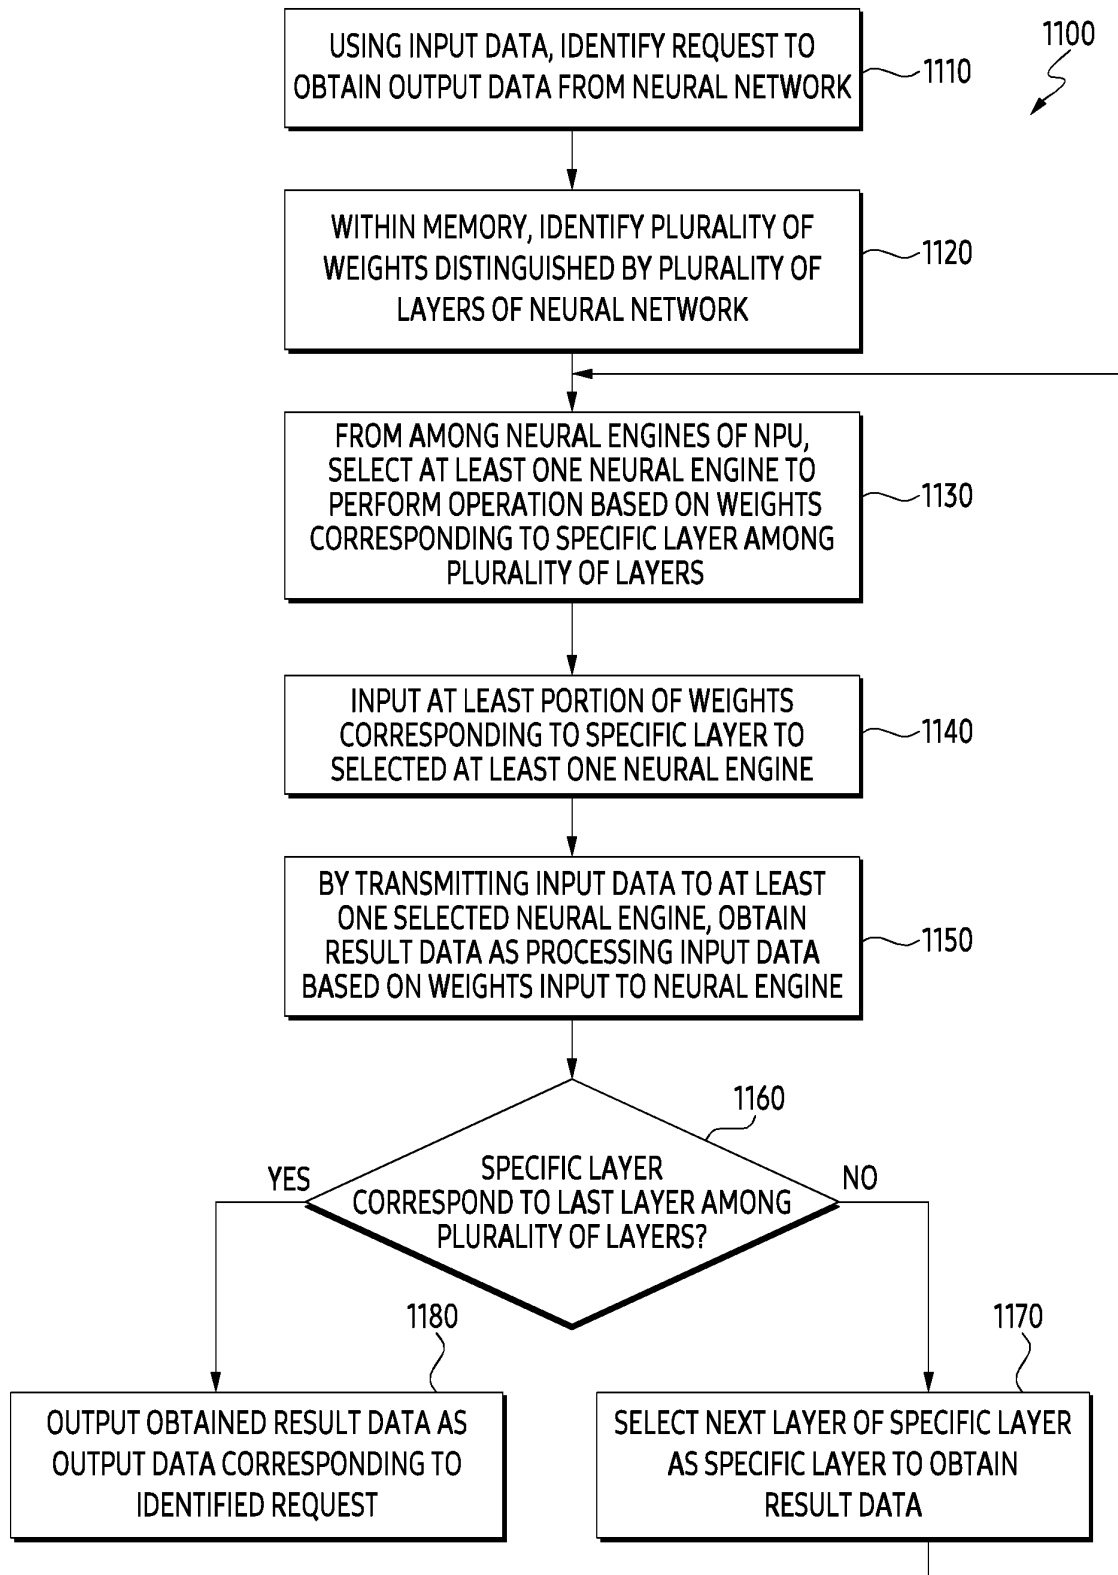 1100
USING INPUT DATA, IDENTIFY REQUEST TO
OBTAIN OUTPUT DATA FROM NEURAL NETWORK
1110
WITHIN MEMORY, IDENTIFY PLURALITY OF
WEIGHTS DISTINGUISHED BY PLURALITY OF
LAYERS OF NEURAL NETWORK
1120
FROM AMONG NEURAL ENGINES OF NPU,
SELECT AT LEAST ONE NEURAL ENGINE TO
PERFORM OPERATION BASED ON WEIGHTS
CORRESPONDING TO SPECIFIC LAYER AMONG
PLURALITY OF LAYERS
1130
INPUT AT LEAST PORTION OF WEIGHTS
CORRESPONDING TO SPECIFIC LAYER TO
SELECTED AT LEAST ONE NEURAL ENGINE
1140
BY TRANSMITTING INPUT DATA TO AT LEAST
ONE SELECTED NEURAL ENGINE, OBTAIN
RESULT DATA AS PROCESSING INPUT DATA
BASED ON WEIGHTS INPUT TO NEURAL ENGINE
1150
1160
SPECIFIC LAYER
CORRESPOND TO LAST LAYER AMONG
PLURALITY OF LAYERS?
YES
NO
1180
OUTPUT OBTAINED RESULT DATA AS
OUTPUT DATA CORRESPONDING TO
IDENTIFIED REQUEST
1170
SELECT NEXT LAYER OF SPECIFIC LAYER
AS SPECIFIC LAYER TO OBTAIN
RESULT DATA